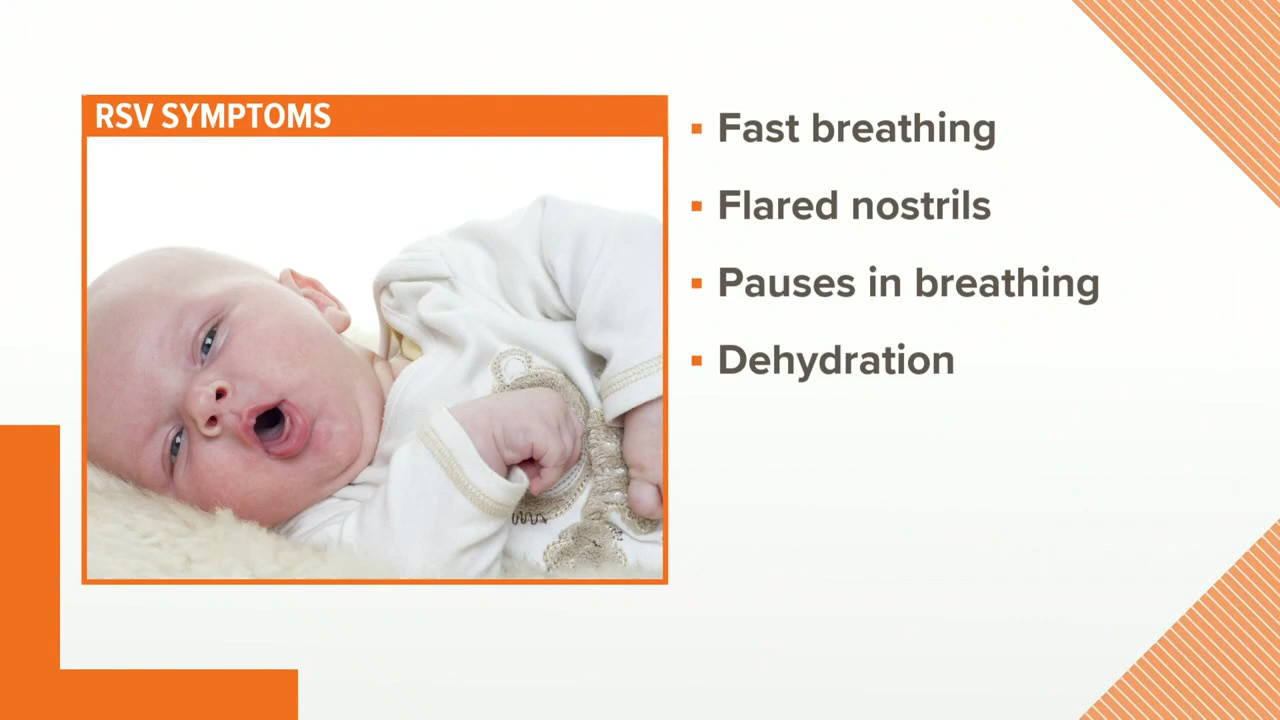 RSV SYMPTOMS
Fast breathing
Flared nostrils
Pauses in breathing
Dehydration